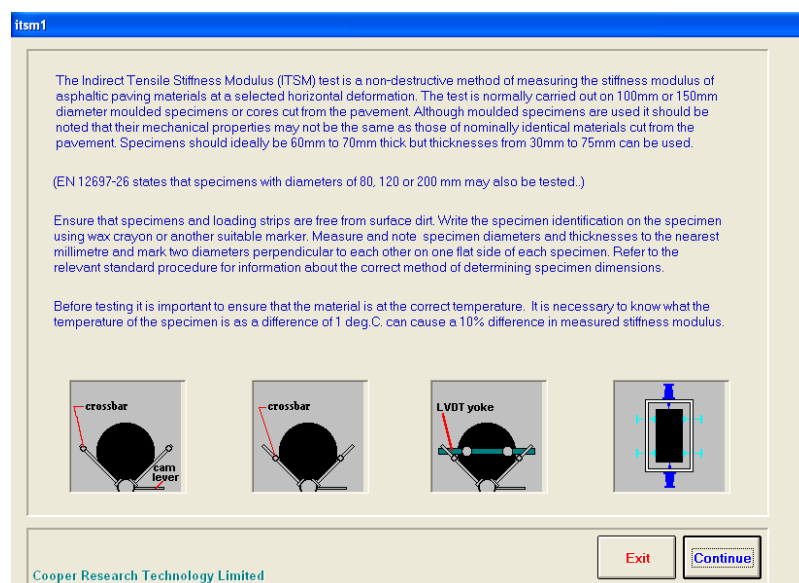 itsm1
The Indirect Tensile Stiffness Modulus (ITSM) test is a non-destructive method of measuring the stiffness modulus of
asphaltic paving materials at a selected horizontal deformation. The test is normally carried out on 100mm or 150mm
diameter moulded specimens or cores cut from the pavement. Although moulded specimens are used it should be
noted that their mechanical properties may not be the same as those of nominally identical materials cut from the
pavement. Specimens should ideally be 60mm to 70mm thick but thicknesses from 30mm to 75mm can be used.
(EN 12697-26 states that specimens with diameters of 80, 120 or 200 mm may also be tested..)
Ensure that specimens and loading strips are free from surface dirt. Write the specimen identification on the specimen
using wax crayon or another suitable marker. Measure and note specimen diameters and thicknesses to the nearest
millimetre and mark two diameters perpendicular to each other on one flat side of each specimen. Refer to the
relevant standard procedure for information about the correct method of determining specimen dimensions.
Before testing it is important to ensure that the material is at the correct temperature. It is necessary to know what the
temperature of the specimen is as a difference of 1 deg.C. can cause a 10% difference in measured stiffness modulus.
crossbar
cam
lever
crossbar
LVDT yoke
Cooper Research Technology Limited
Exit
Continue